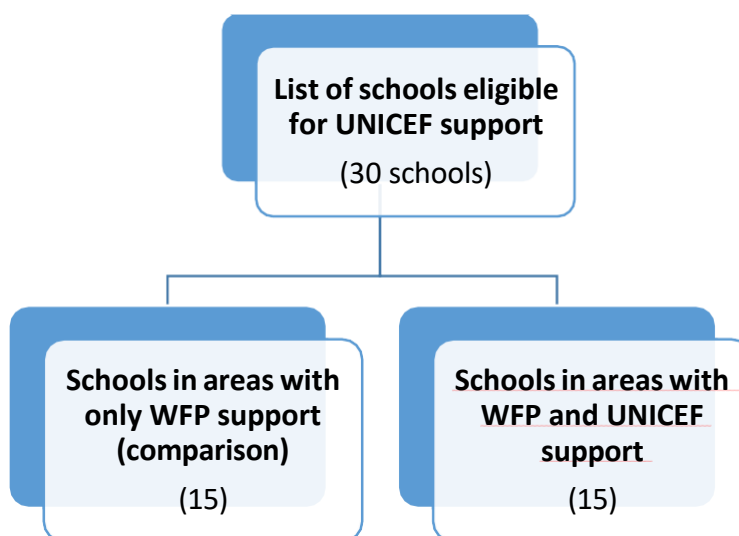 List of schools eligible
for UNICEF support
(30 schools)
Schools in areas with
only WFP support
(comparison)
(15)
Schools in areas with
WFP and UNICEF
support
(15)